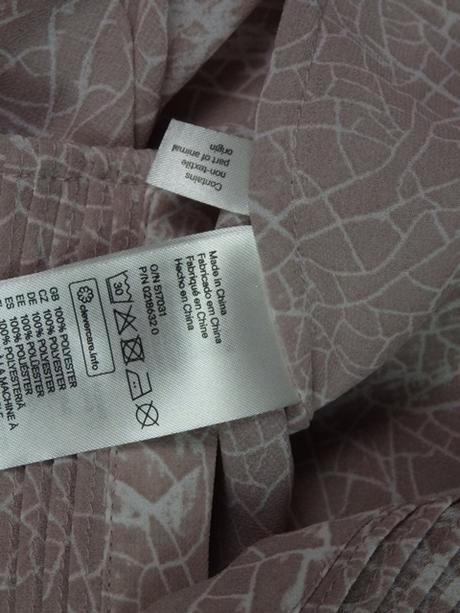 Contains
non-textile
part of animal
origin
Made in China
Fabricado em China
Fabriqué en Chine
Hecho en China
O/N 517031
P/N 0218632 0
30
clevercare.info
GB 100% POLYESTER
CZ 100% POLYESTER
DE 100% POLYESTER
EE 100% POLÜESTER
ES 100% POLIÉSTER
MACHINE À